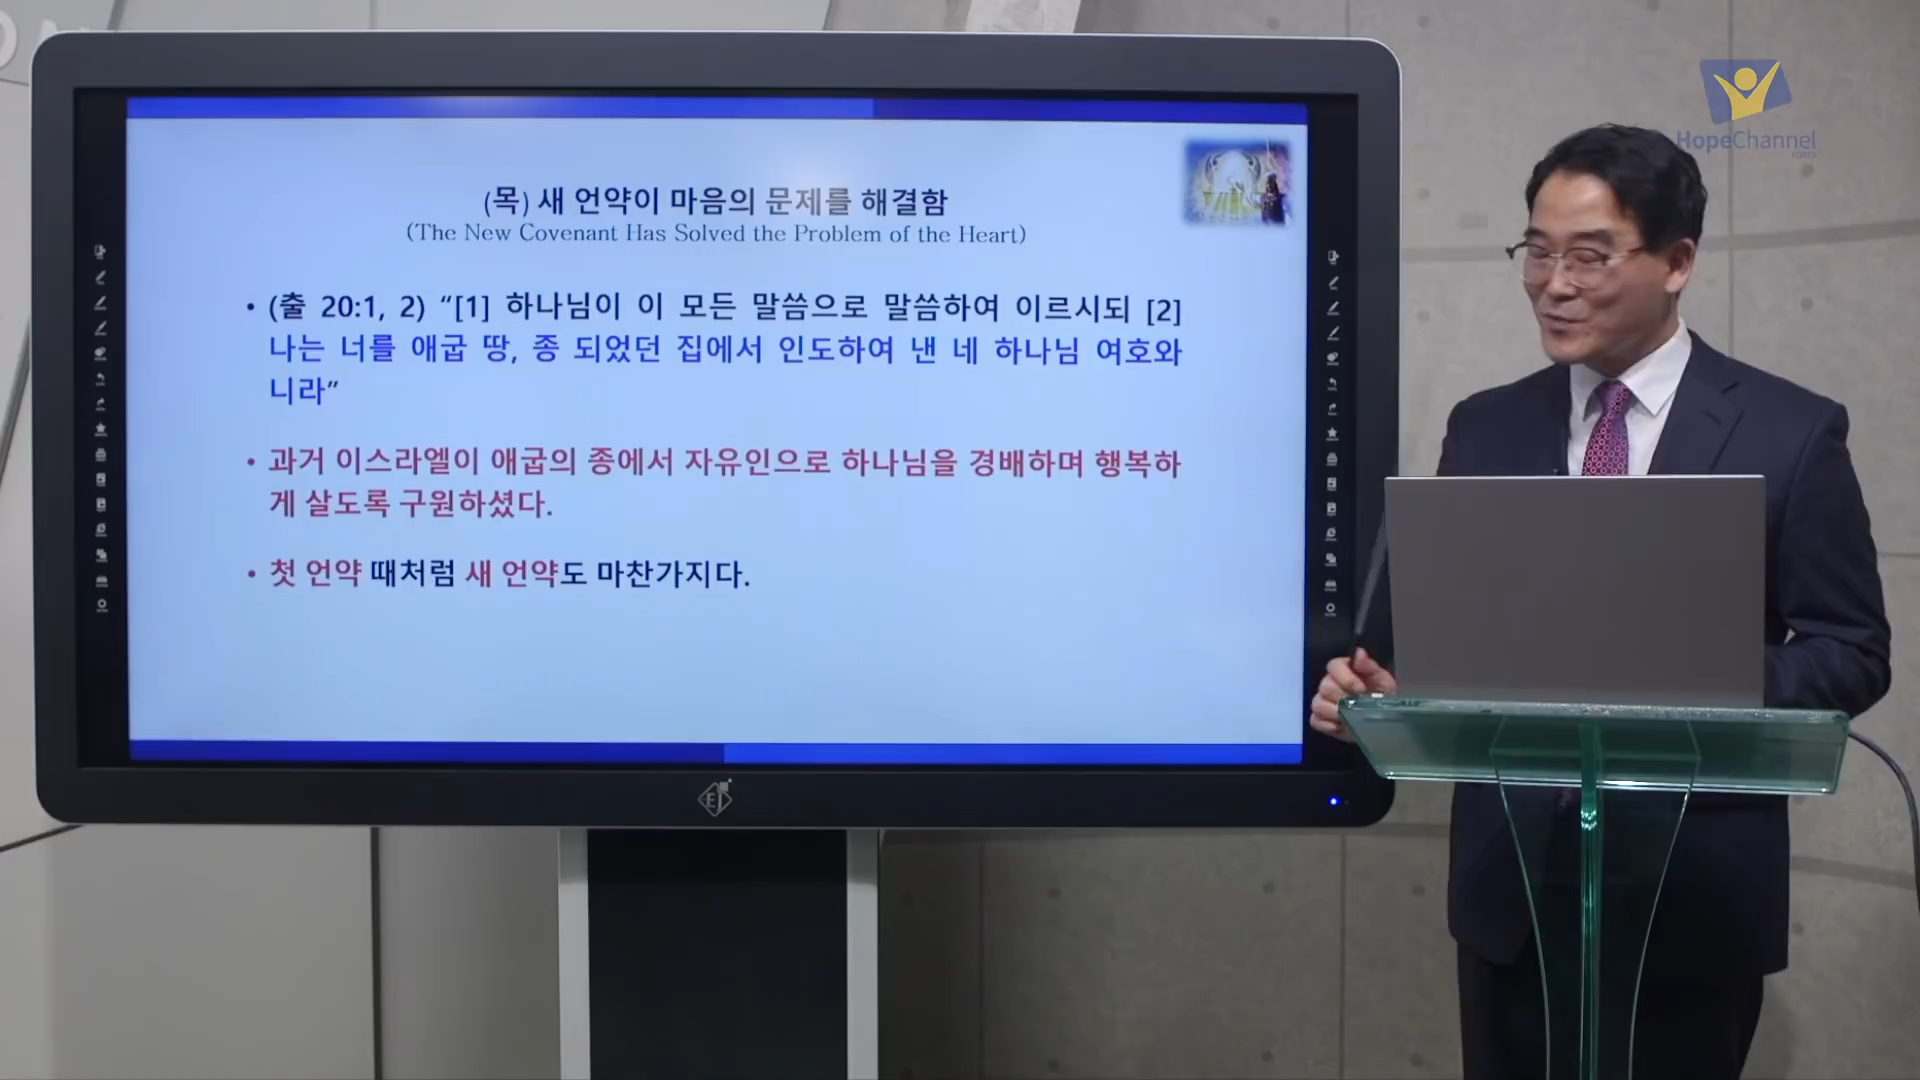 HopeChannel
KOREA
(목) 새 언약이 마음의 문제를 해결함
(The New Covenant Has Solved the Problem of the Heart)
• (출 20:1, 2) “[1] 하나님이 이 모든 말씀으로 말씀하여 이르시되 [2]
나는 너를 애굽 땅, 종 되었던 집에서 인도하여 낸 네 하나님 여호와
니라”
• 과거 이스라엘이 애굽의 종에서 자유인으로 하나님을 경배하며 행복하
게 살도록 구원하셨다.
• 첫 언약 때처럼 새 언약도 마찬가지다.